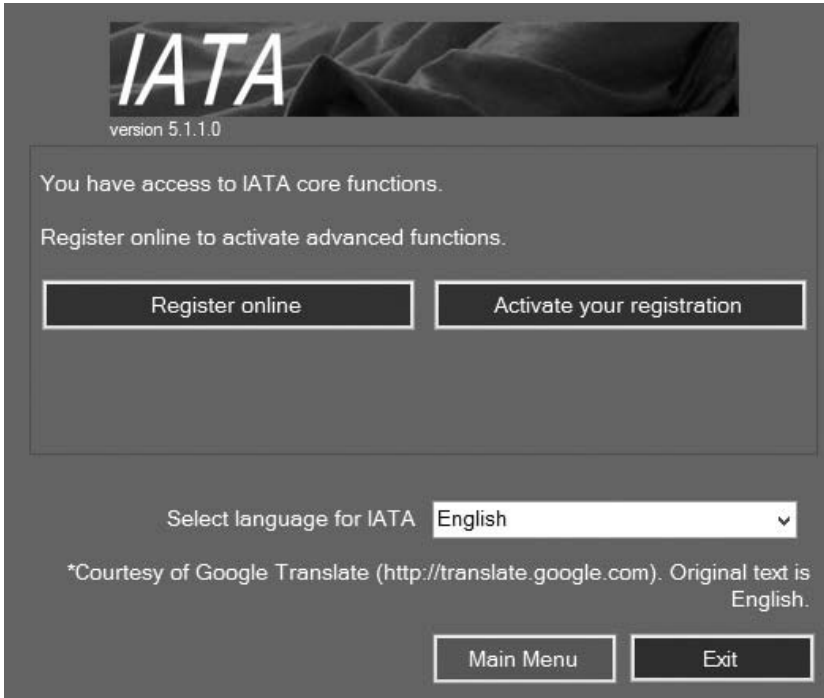 IATA
version 5.1.1.0
You have access to IATA core functions.
Register online to activate advanced functions.
Register online
Activate your registration
Select language for IATA
English
*Courtesy of Google Translate (http://translate.google.com). Original text is
English.
Main Menu
Exit